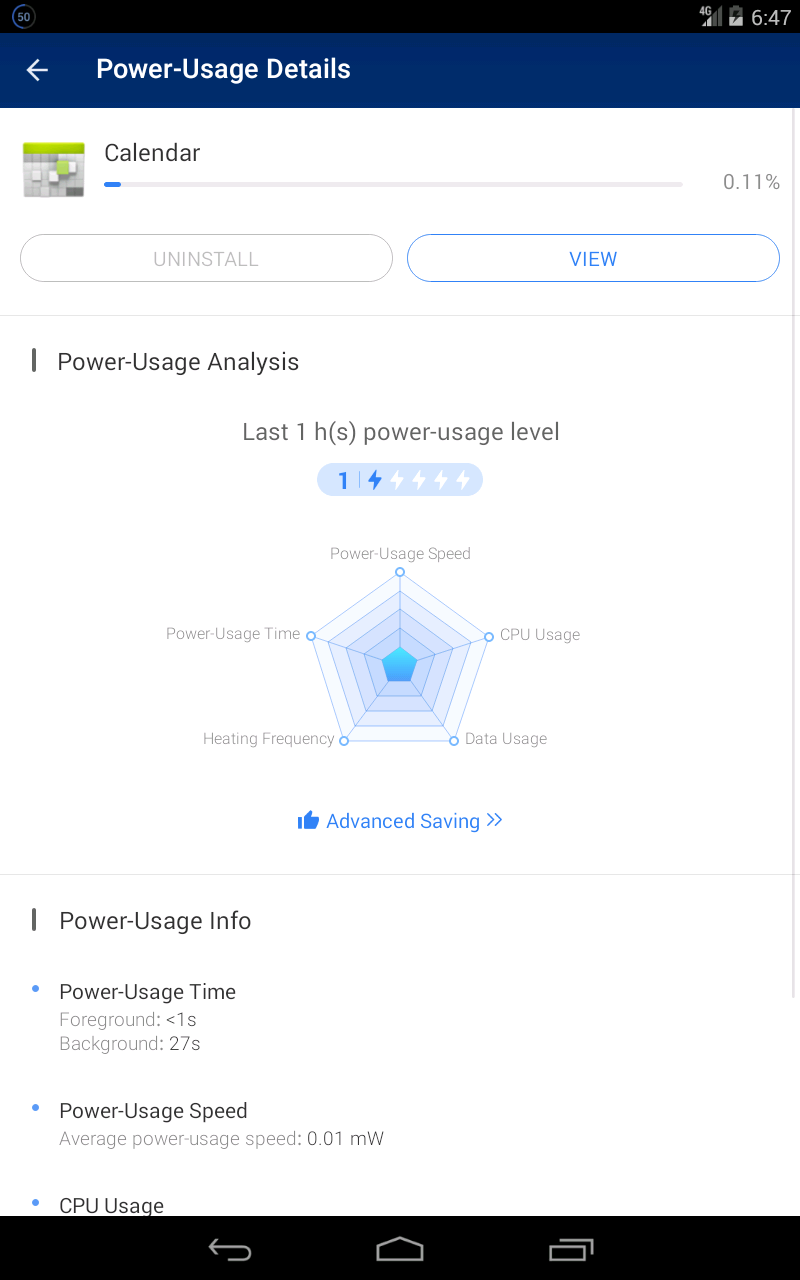 50
4G
6:47
Power-Usage Details
Calendar
0.11%
UNINSTALL
VIEW
Power-Usage Analysis
Last 1 h(s) power-usage level
1
Power-Usage Speed
Power-Usage Time
CPU Usage
Heating Frequency
Data Usage
Advanced Saving
Power-Usage Info
Power-Usage Time
Foreground: <1s
Background: 27s
Power-Usage Speed
Average power-usage speed: 0.01 mW
CPU Usage